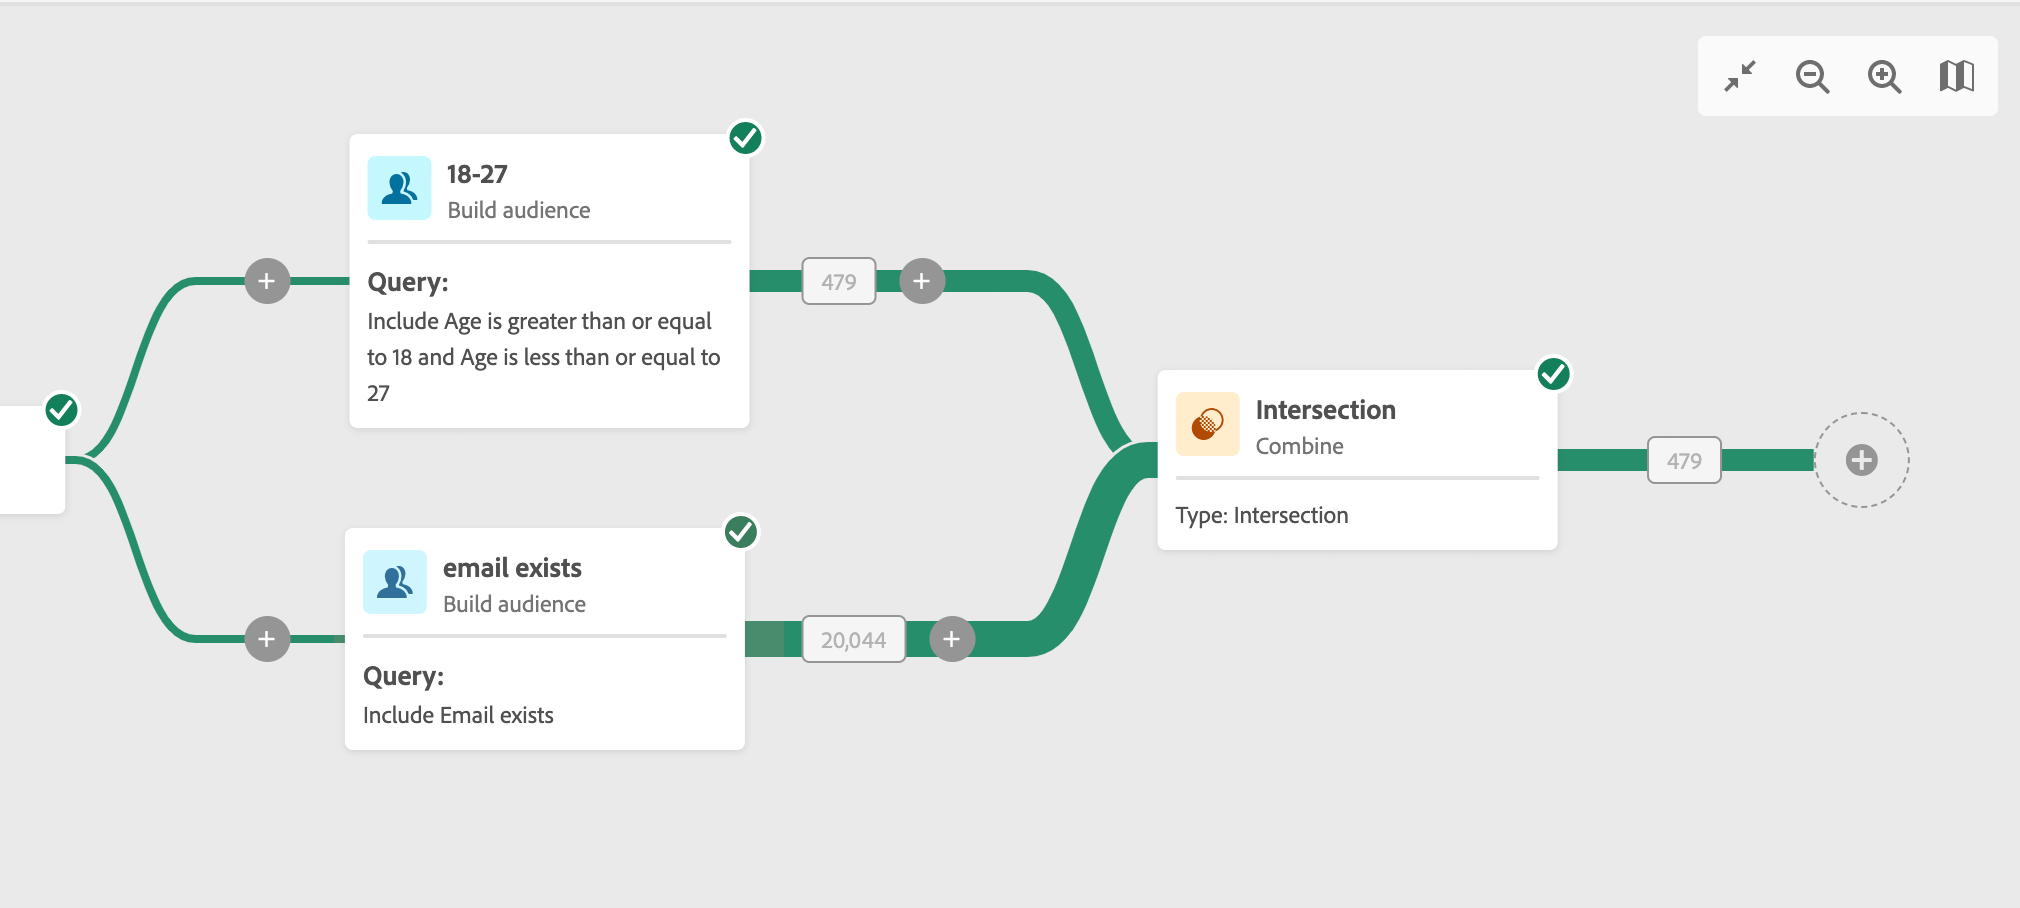 18-27
Build audience
Query:
Include Age is greater than or equal
to 18 and Age is less than or equal to
27
479
email exists
Build audience
Query:
Include Email exists
20,044
Intersection
Combine
Type: Intersection
479